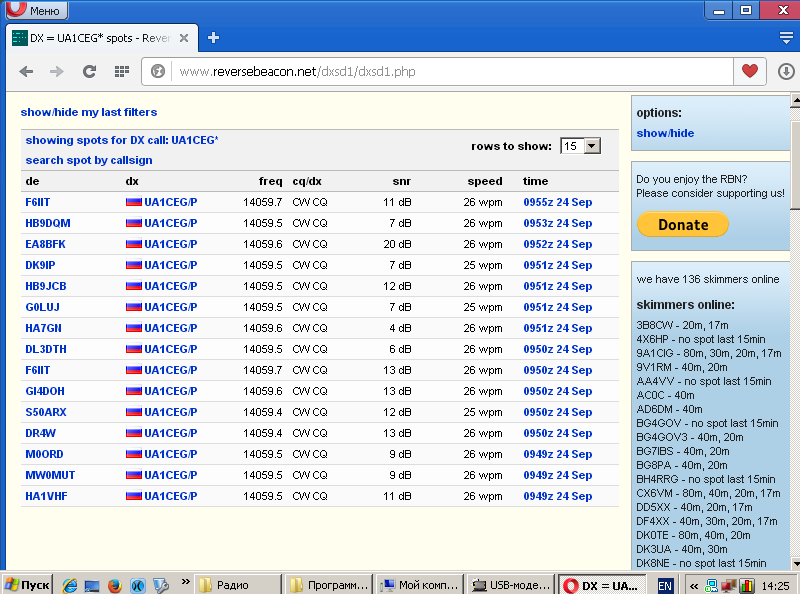 Меню
DX = UA1CEG* spots - Rever
www.reversebeacon.net/dxsd1/dxsd1.php
show/hide my last filters
showing spots for DX call: UA1CEG*
search spot by callsign
rows to show: 15
de dx freq cq/dx snr speed time
F6IIT UA1CEG/P 14059.7 CW CQ 11 dB 26 wpm 0955z 24 Sep
HB9DQM UA1CEG/P 14059.5 CW CQ 7 dB 26 wpm 0953z 24 Sep
EA8BFK UA1CEG/P 14059.6 CW CQ 20 dB 26 wpm 0952z 24 Sep
DK9IP UA1CEG/P 14059.5 CW CQ 7 dB 25 wpm 0951z 24 Sep
HB9JCB UA1CEG/P 14059.5 CW CQ 12 dB 26 wpm 0951z 24 Sep
G0LUJ UA1CEG/P 14059.5 CW CQ 7 dB 25 wpm 0951z 24 Sep
HA7GN UA1CEG/P 14059.6 CW CQ 4 dB 26 wpm 0951z 24 Sep
DL3DTH UA1CEG/P 14059.5 CW CQ 6 dB 26 wpm 0950z 24 Sep
F6IIT UA1CEG/P 14059.7 CW CQ 13 dB 26 wpm 0950z 24 Sep
GI4DOH UA1CEG/P 14059.6 CW CQ 13 dB 26 wpm 0950z 24 Sep
S50ARX UA1CEG/P 14059.4 CW CQ 12 dB 25 wpm 0950z 24 Sep
DR4W UA1CEG/P 14059.4 CW CQ 13 dB 26 wpm 0950z 24 Sep
M0ORD UA1CEG/P 14059.5 CW CQ 9 dB 26 wpm 0949z 24 Sep
MW0MUT UA1CEG/P 14059.5 CW CQ 9 dB 26 wpm 0949z 24 Sep
HA1VHF UA1CEG/P 14059.5 CW CQ 11 dB 26 wpm 0949z 24 Sep
options:
show/hide
Do you enjoy the RBN?
Please consider supporting us!
Donate
we have 136 skimmers online
skimmers online:
3B8CW - 20m, 17m
4X6HP - no spot last 15min
9A1CIG - 80m, 30m, 20m, 17m
9V1RM - 40m, 20m
AA4VV - no spot last 15min
AC0C - 40m
AD6DM - 40m
BG4GOV - no spot last 15min
BG4GOV3 - 40m, 20m
BG7IBS - 40m, 20m
BG8PA - 40m, 20m
BH4RRG - no spot last 15min
CX6VM - 80m, 40m, 20m, 17m
DD5XX - 40m, 20m, 17m
DF4XX - 40m, 30m, 20m, 17m
DK0TE - 80m, 40m, 20m
DK3UA - 40m, 30m
DK8NE - no spot last 15min
Пуск » Радио Программ... Мой комп... USB-моде... DX = UA... EN « 14:25